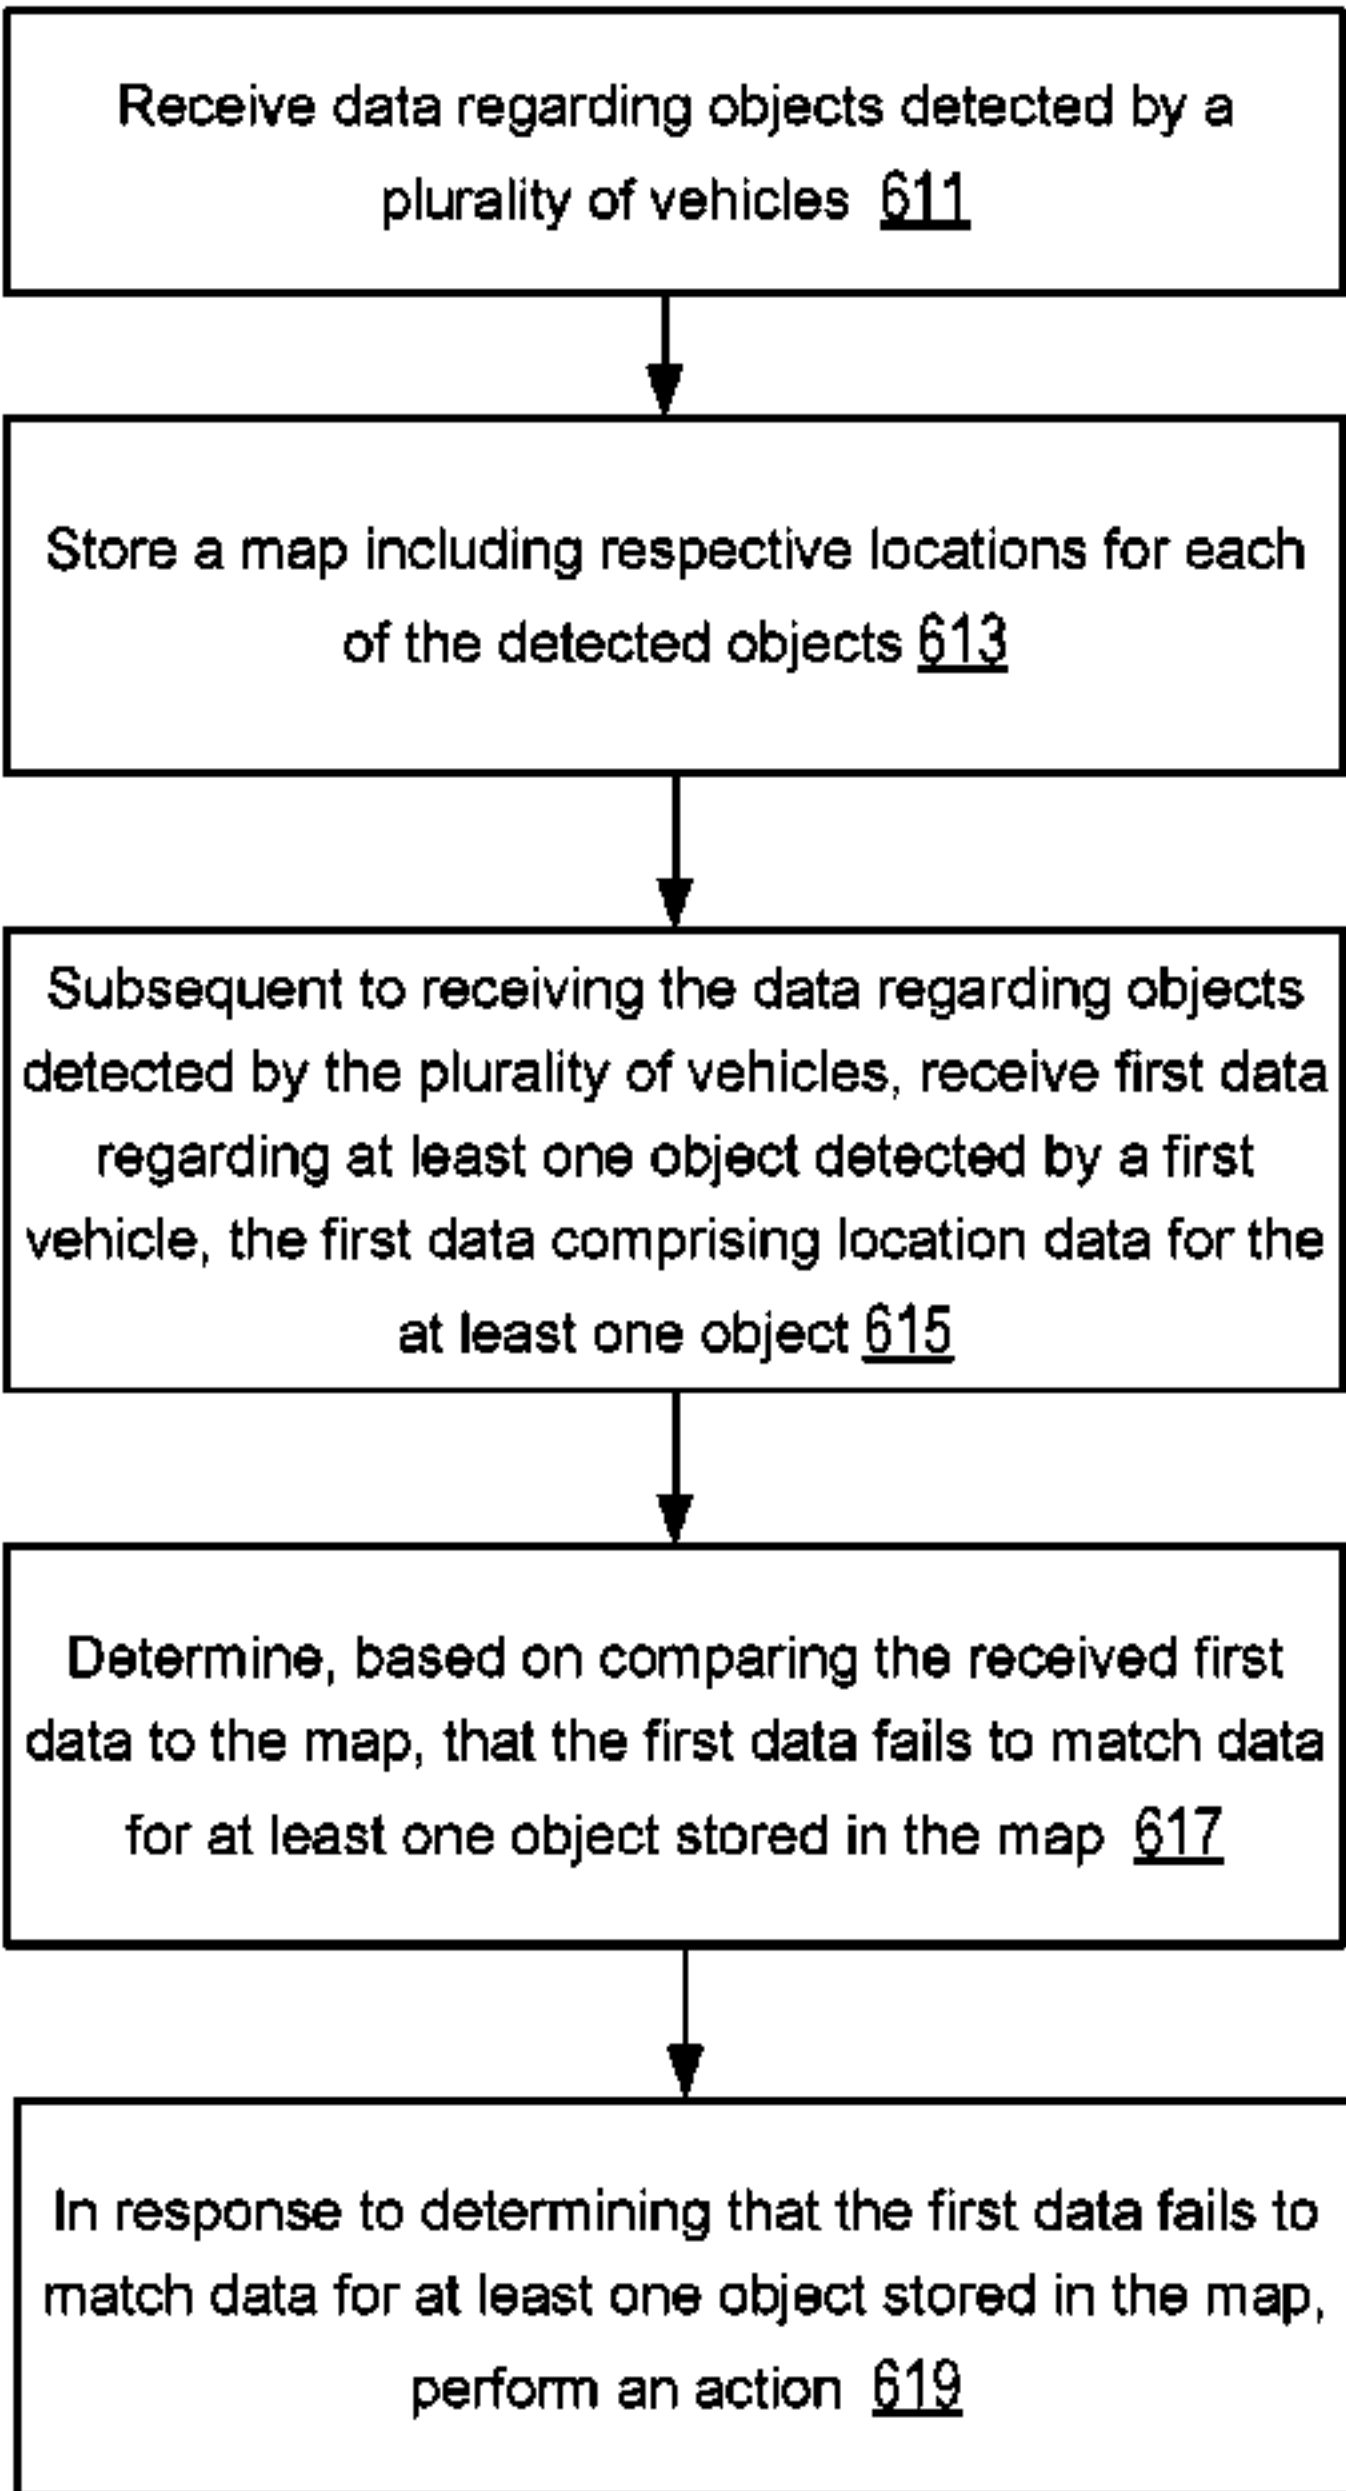 Receive data regarding objects detected by a
plurality of vehicles 611
Store a map including respective locations for each
of the detected objects 613
Subsequent to receiving the data regarding objects
detected by the plurality of vehicles, receive first data
regarding at least one object detected by a first
vehicle, the first data comprising location data for the
at least one object 615
Determine, based on comparing the received first
data to the map, that the first data fails to match data
for at least one object stored in the map 617
In response to determining that the first data fails to
match data for at least one object stored in the map,
perform an action 619